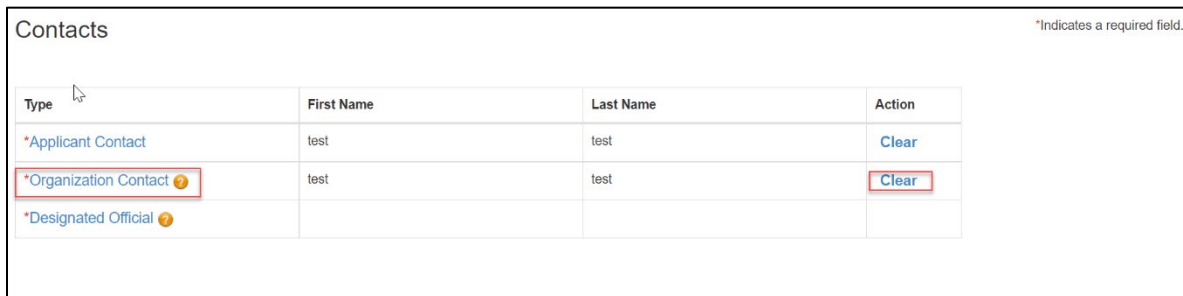 Contacts
*Indicates a required field.
Type First Name Last Name Action
*Applicant Contact test test Clear
*Organization Contact ? test test Clear
*Designated Official ?